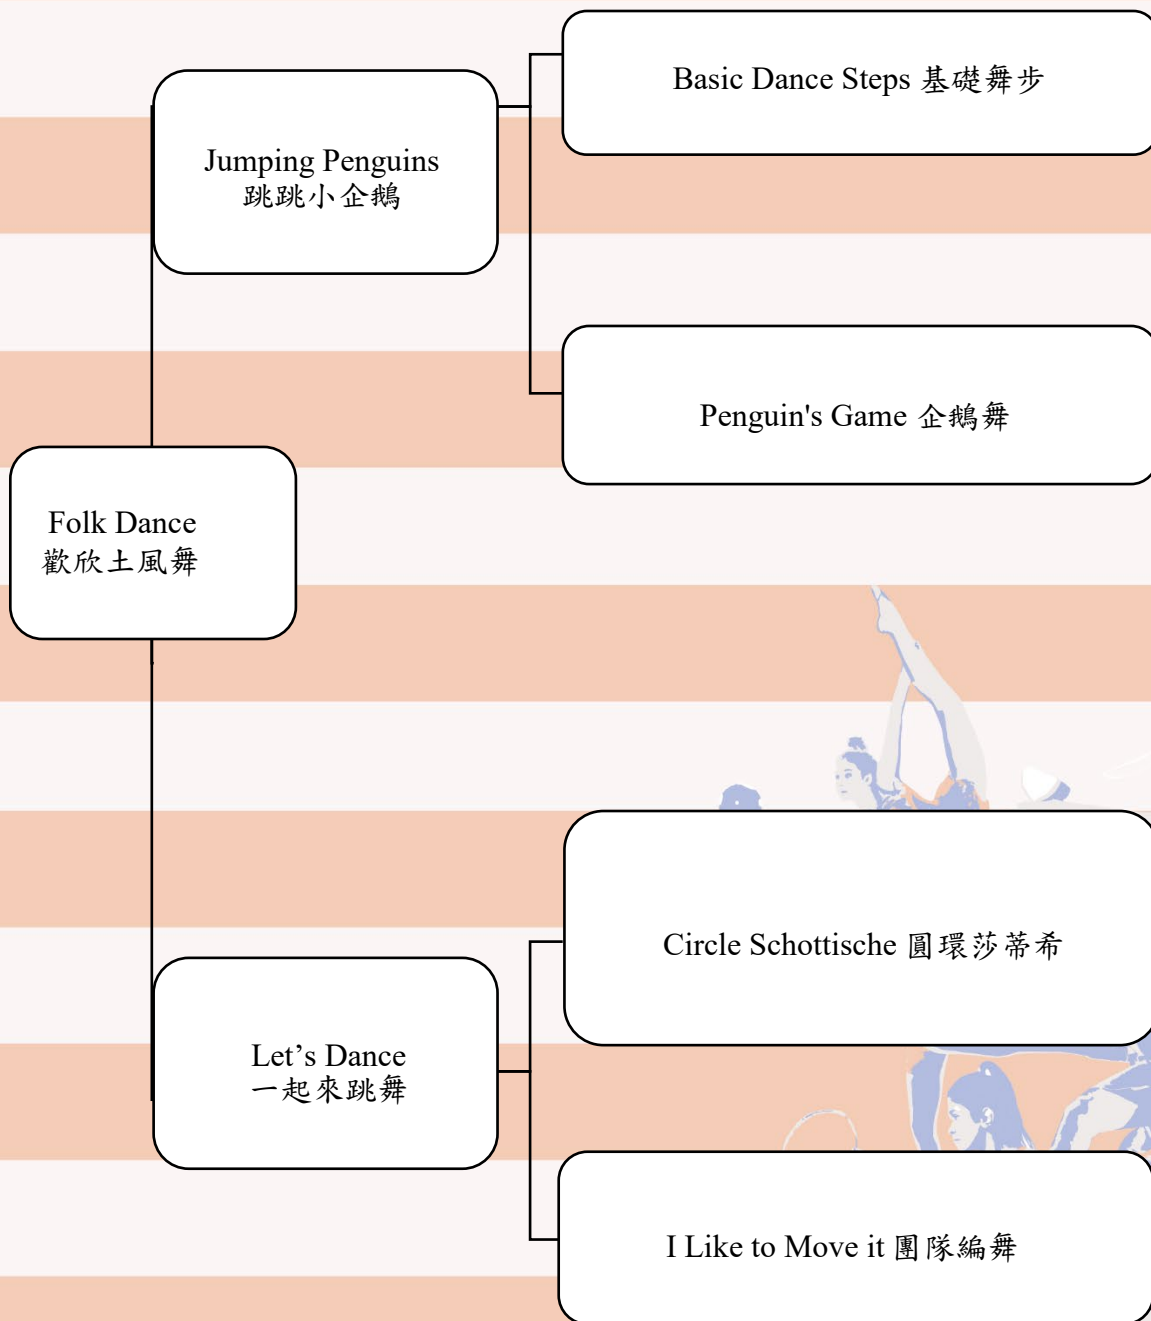 Basic Dance Steps 基礎舞步
Jumping Penguins
跳跳小企鵝
Penguin's Game 企鵝舞
Folk Dance
歡欣土風舞
Circle Schottische 圓環莎蒂希
Let’s Dance
一起來跳舞
I Like to Move it 團隊編舞